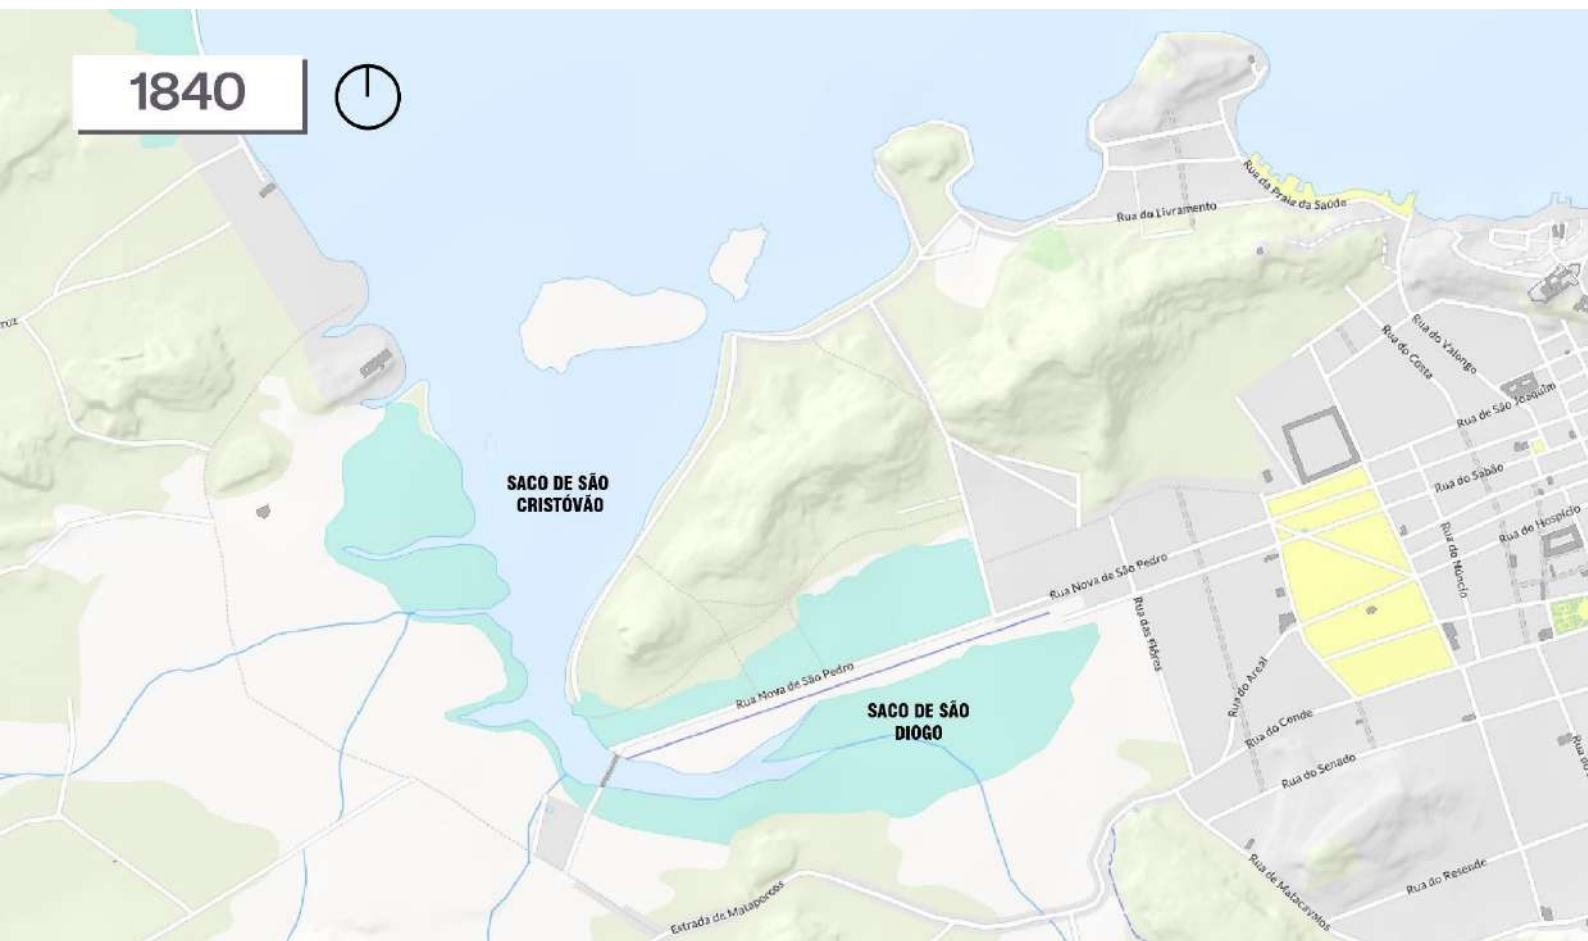 1840
Rua da Praia da Saúde
Rua do Livramento
Rua do Valongo
Rua do Costa
Rua de São Joaquim
Rua do Sabão
Rua do Hospício
Rua do Núncio
SACO DE SÃO
CRISTÓVÃO
Rua Nova de São Pedro
Rua das Flôres
Rua Nova de São Pedro
Rua do Areal
SACO DE SÃO
DIOGO
Rua do Conde
Rua do Senado
Rua de Matacavalos
Rua do Resende
Estrada de Mataporcos